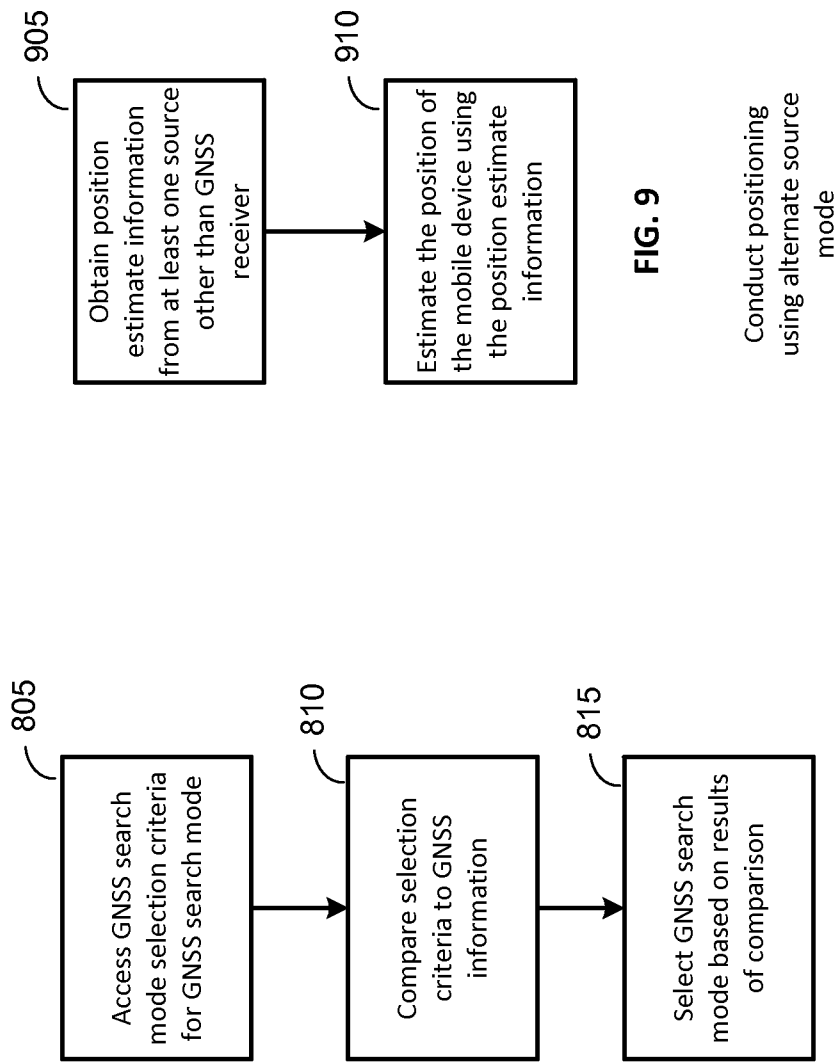 805
Access GNSS search
mode selection criteria
for GNSS search mode
810
Compare selection
criteria to GNSS
information
815
Select GNSS search
mode based on results
of comparison
905
Obtain position
estimate information
from at least one source
other than GNSS
receiver
910
Estimate the position of
the mobile device using
the position estimate
information
FIG. 9
Conduct positioning
using alternate source
mode